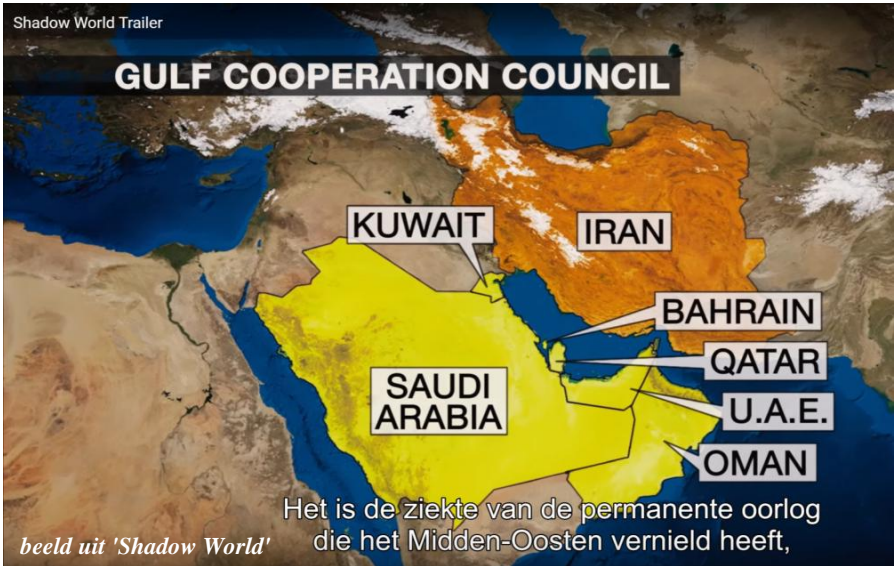 Shadow World Trailer
GULF COOPERATION COUNCIL
KUWAIT
IRAN
BAHRAIN
QATAR
SAUDI
ARABIA
U.A.E.
OMAN
Het is de ziekte van de permanente oorlog
die het Midden-Oosten vernield heeft,
beeld uit 'Shadow World'